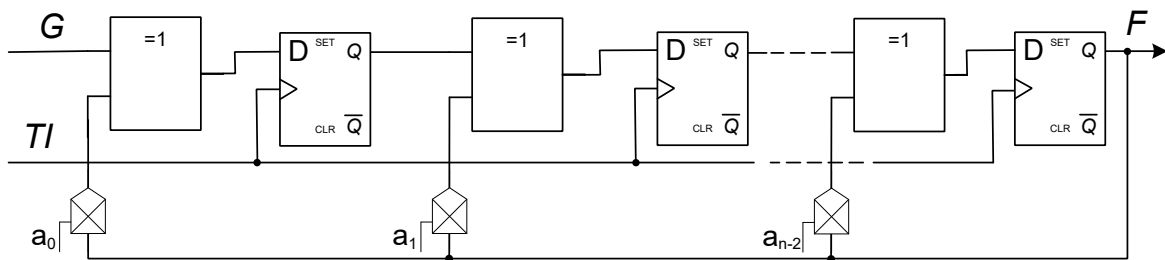 G
=1
D SET Q
CLR Q̅
=1
D SET Q
CLR Q̅
=1
D SET Q
CLR Q̅
F
TI
a0
a1
an-2